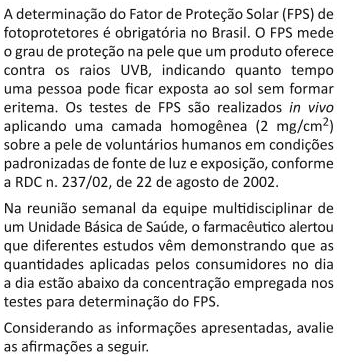 A determinação do Fator de Proteção Solar (FPS) de
fotoprotetores é obrigatória no Brasil. O FPS mede
o grau de proteção na pele que um produto oferece
contra os raios UVB, indicando quanto tempo
uma pessoa pode ficar exposta ao sol sem formar
eritema. Os testes de FPS são realizados in vivo
aplicando uma camada homogênea (2 mg/cm²)
sobre a pele de voluntários humanos em condições
padronizadas de fonte de luz e exposição, conforme
a RDC n. 237/02, de 22 de agosto de 2002.
Na reunião semanal da equipe multidisciplinar de
um Unidade Básica de Saúde, o farmacêutico alertou
que diferentes estudos vêm demonstrando que as
quantidades aplicadas pelos consumidores no dia
a dia estão abaixo da concentração empregada nos
testes para determinação do FPS.
Considerando as informações apresentadas, avalie
as afirmações a seguir.